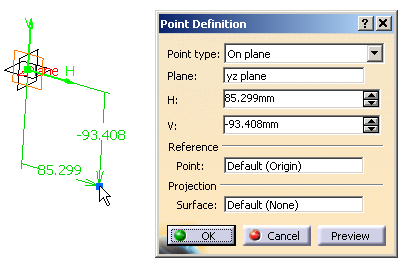 Point Definition
?
Point type: On plane
Plane: yz plane
H: 85.299mm
V: -93.408mm
Reference
Point: Default (Origin)
Projection
Surface: Default (None)
OK Cancel Preview
V
plane H
-93.408
85.299